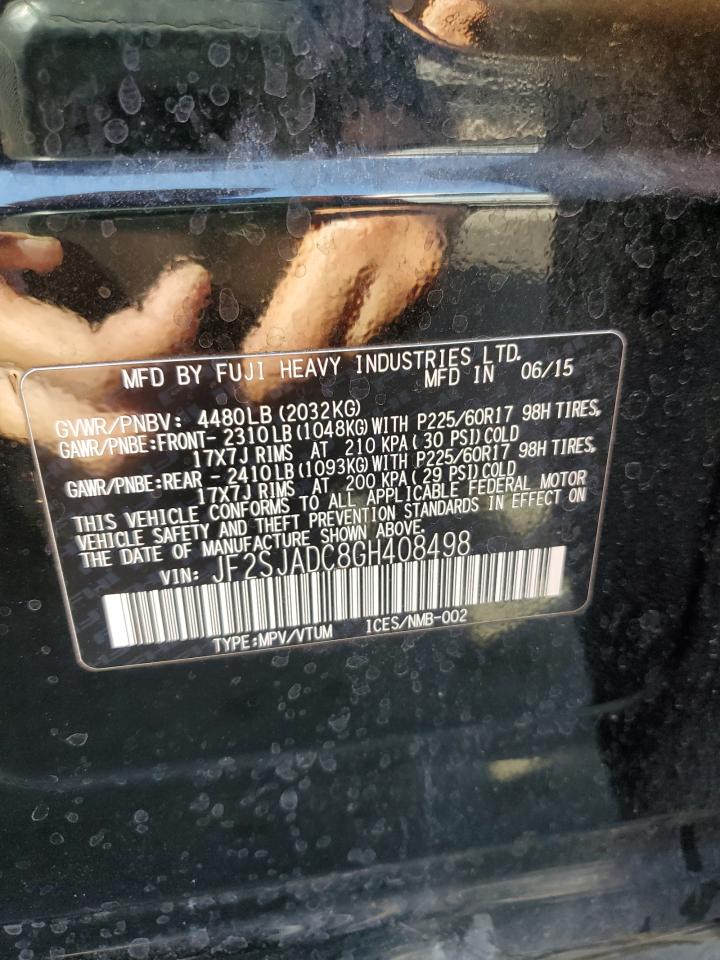 MFD BY FUJI HEAVY INDUSTRIES LTD.
MFD IN 06/15
GVWR/PNBV: 4480LB(2032KG)
GAWR/PNBE:FRONT- 2310LB(1048KG)WITH P225/60R17 98H TIRES,
17X7J RIMS AT 210 KPA( 30 PSI)COLD
GAWR/PNBE:REAR - 2410LB(1093KG)WITH P225/60R17 98H TIRES,
17X7J RIMS AT 200 KPA( 29 PSI)COLD
THIS VEHICLE CONFORMS TO ALL APPLICABLE FEDERAL MOTOR
VEHICLE SAFETY AND THEFT PREVENTION STANDARDS IN EFFECT ON
THE DATE OF MANUFACTURE SHOWN ABOVE.
VIN: JF2SJADC8GH408498
TYPE:MPV/VTUM ICES/NMB-002